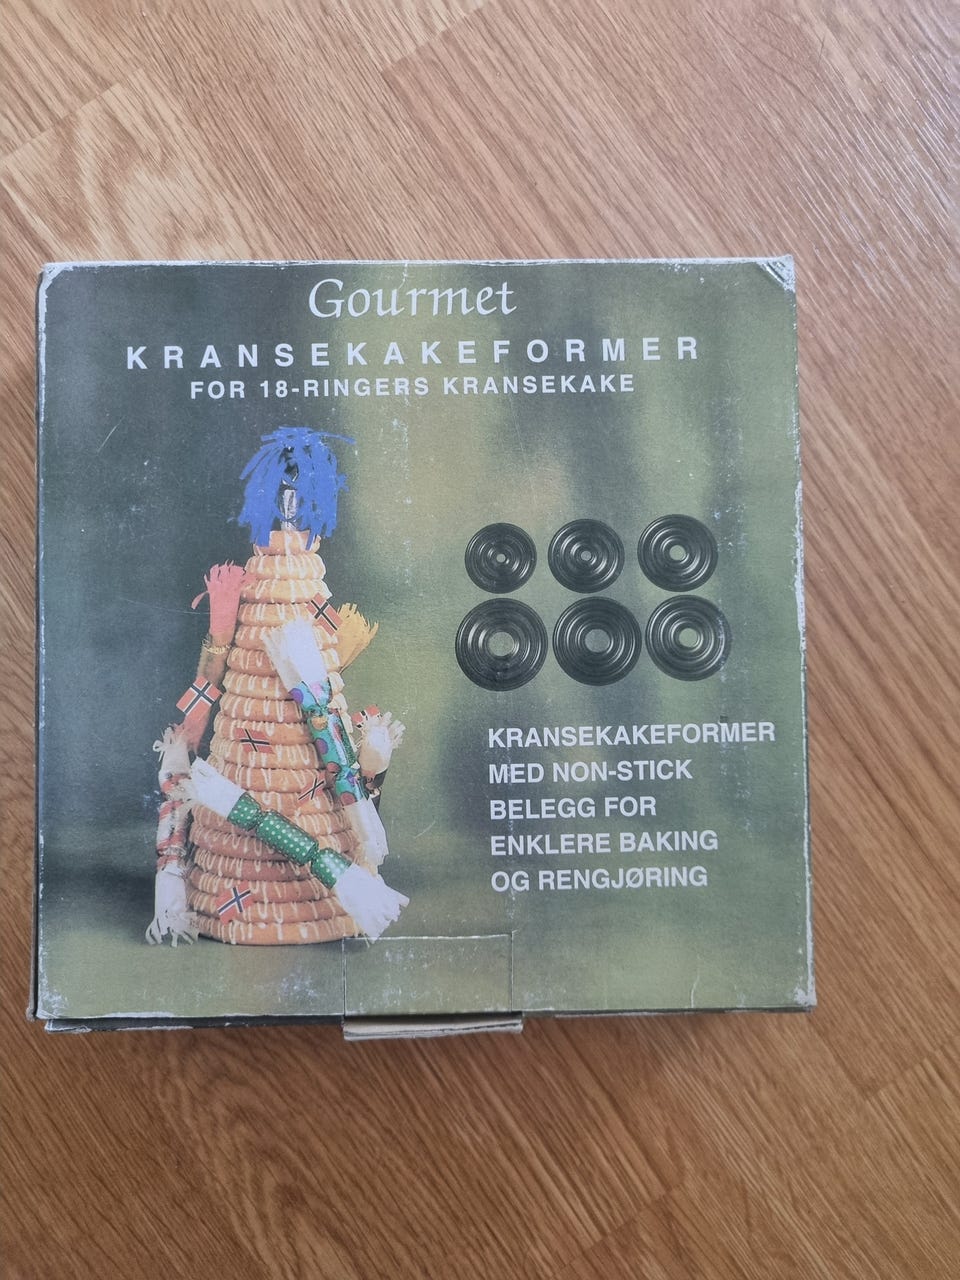 Gourmet
KRANSEKAKEFORMER
FOR 18-RINGERS KRANSEKAKE
KRANSEKAKEFORMER
MED NON-STICK
BELEGG FOR
ENKLERE BAKING
OG RENGJØRING